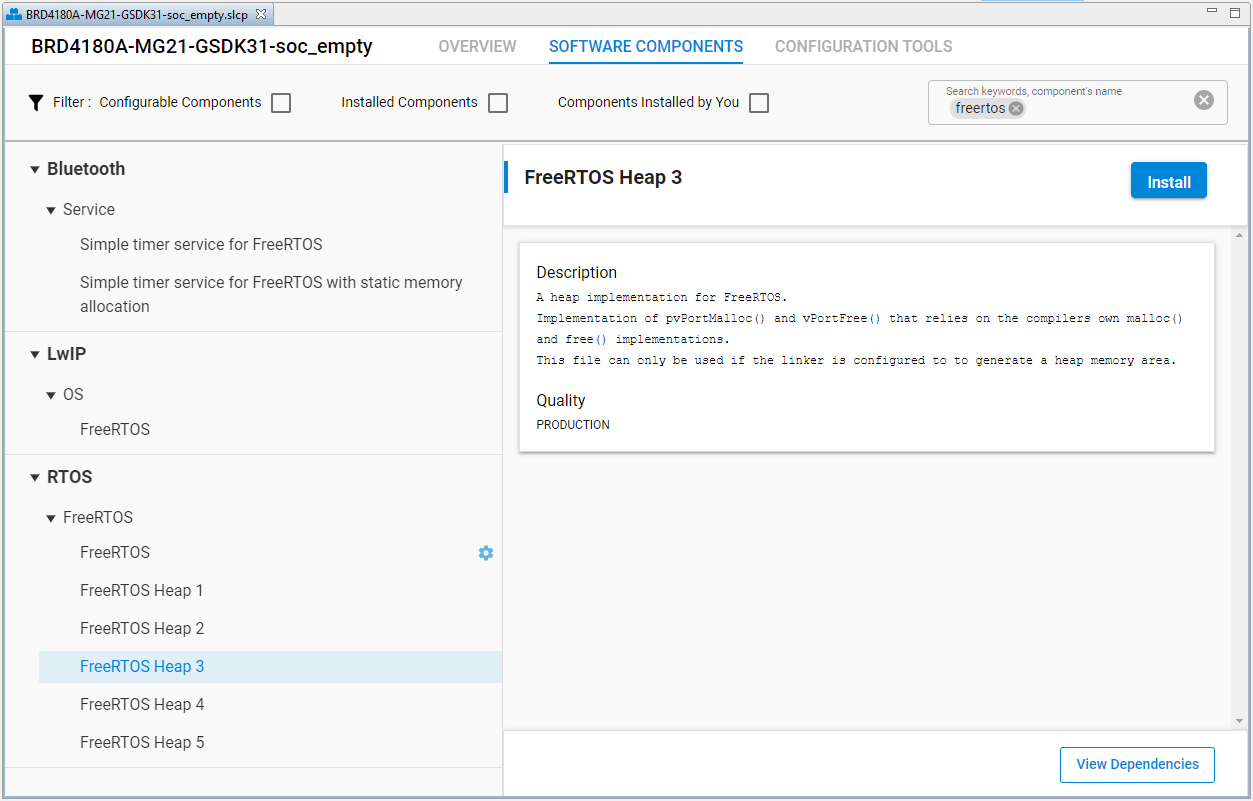 BRD4180A-MG21-GSDK31-soc_empty.slcp
BRD4180A-MG21-GSDK31-soc_empty
OVERVIEW
SOFTWARE COMPONENTS
CONFIGURATION TOOLS
Filter :
Configurable Components
Installed Components
Components Installed by You
Search keywords, component's name
freertos
Bluetooth
Service
Simple timer service for FreeRTOS
Simple timer service for FreeRTOS with static memory
allocation
LwIP
OS
FreeRTOS
RTOS
FreeRTOS
FreeRTOS
FreeRTOS Heap 1
FreeRTOS Heap 2
FreeRTOS Heap 3
FreeRTOS Heap 4
FreeRTOS Heap 5
FreeRTOS Heap 3
Install
Description
A heap implementation for FreeRTOS.
Implementation of pvPortMalloc() and vPortFree() that relies on the compilers own malloc()
and free() implementations.
This file can only be used if the linker is configured to to generate a heap memory area.
Quality
PRODUCTION
View Dependencies